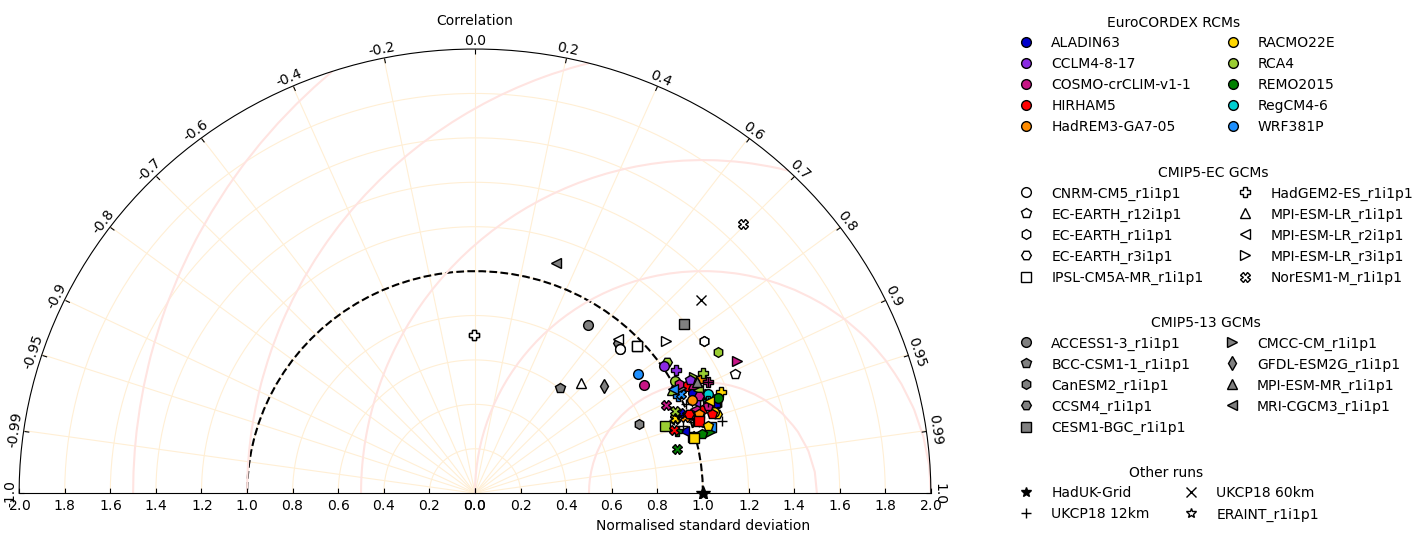 Correlation
0.0
-0.2 0.2
-0.4 0.4
-0.6 0.6
-0.7 0.7
-0.8 0.8
-0.9 0.9
-0.95 0.95
-0.99 0.99
-1.0 1.0
2.0 1.8 1.6 1.4 1.2 1.0 0.8 0.6 0.4 0.2 0.0 0.2 0.4 0.6 0.8 1.0 1.2 1.4 1.6 1.8 2.0
Normalised standard deviation
EuroCORDEX RCMs
ALADIN63 RACMO22E
CCLM4-8-17 RCA4
COSMO-crCLIM-v1-1 REMO2015
HIRHAM5 RegCM4-6
HadREM3-GA7-05 WRF381P
CMIP5-EC GCMs
CNRM-CM5_r1i1p1 HadGEM2-ES_r1i1p1
EC-EARTH_r12i1p1 MPI-ESM-LR_r1i1p1
EC-EARTH_r1i1p1 MPI-ESM-LR_r2i1p1
EC-EARTH_r3i1p1 MPI-ESM-LR_r3i1p1
IPSL-CM5A-MR_r1i1p1 NorESM1-M_r1i1p1
CMIP5-13 GCMs
ACCESS1-3_r1i1p1 CMCC-CM_r1i1p1
BCC-CSM1-1_r1i1p1 GFDL-ESM2G_r1i1p1
CanESM2_r1i1p1 MPI-ESM-MR_r1i1p1
CCSM4_r1i1p1 MRI-CGCM3_r1i1p1
CESM1-BGC_r1i1p1
Other runs
HadUK-Grid UKCP18 60km
UKCP18 12km ERAINT_r1i1p1